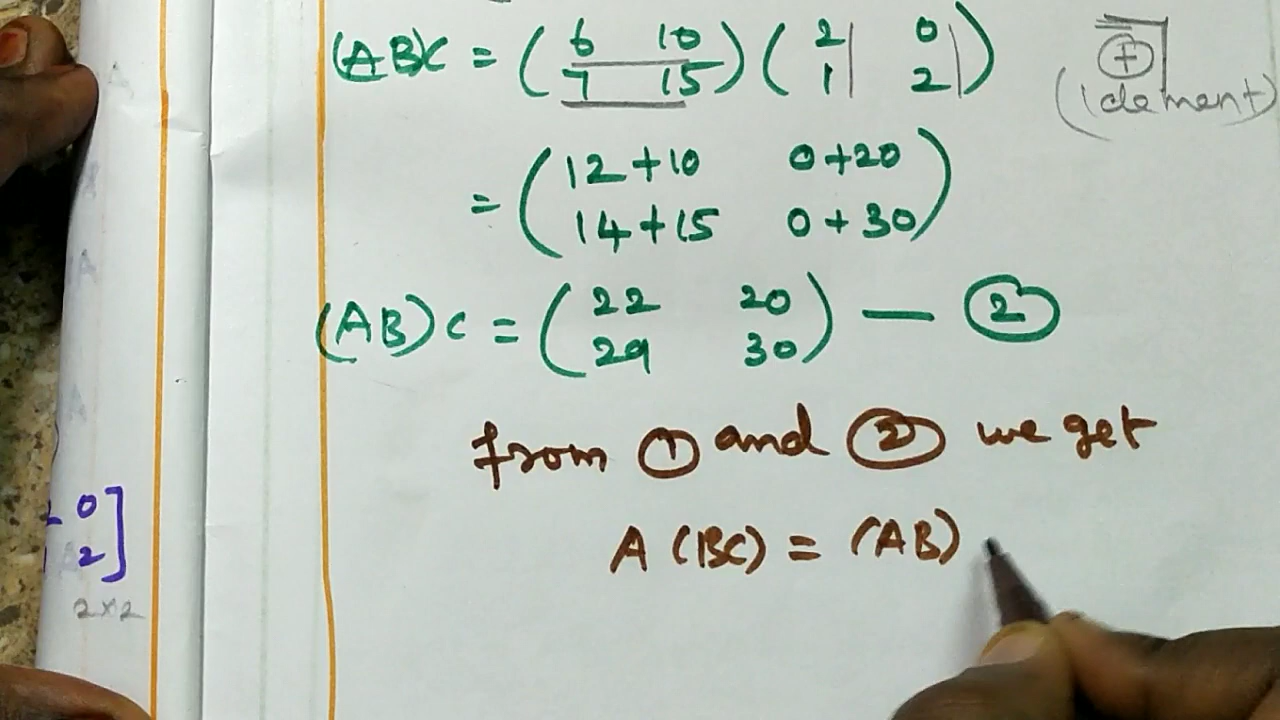 (AB)C = ( 6 10 ) ( 2 0 )
7 15 1 2
(1 element)
= ( 12+10 0+20 )
14+15 0+30
(AB)C = ( 22 20 ) — ②
29 30
from ① and ② we get
A (BC) = (AB)
0 ]
2
2×2